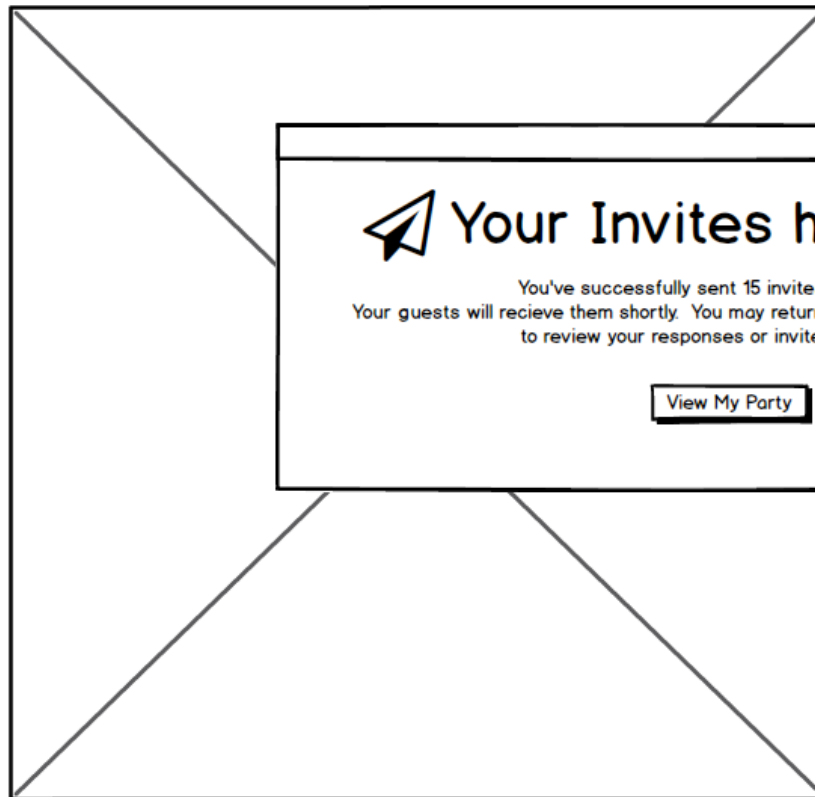 Your Invites h
You've successfully sent 15 invite
Your guests will recieve them shortly. You may retur
to review your responses or invite
View My Party